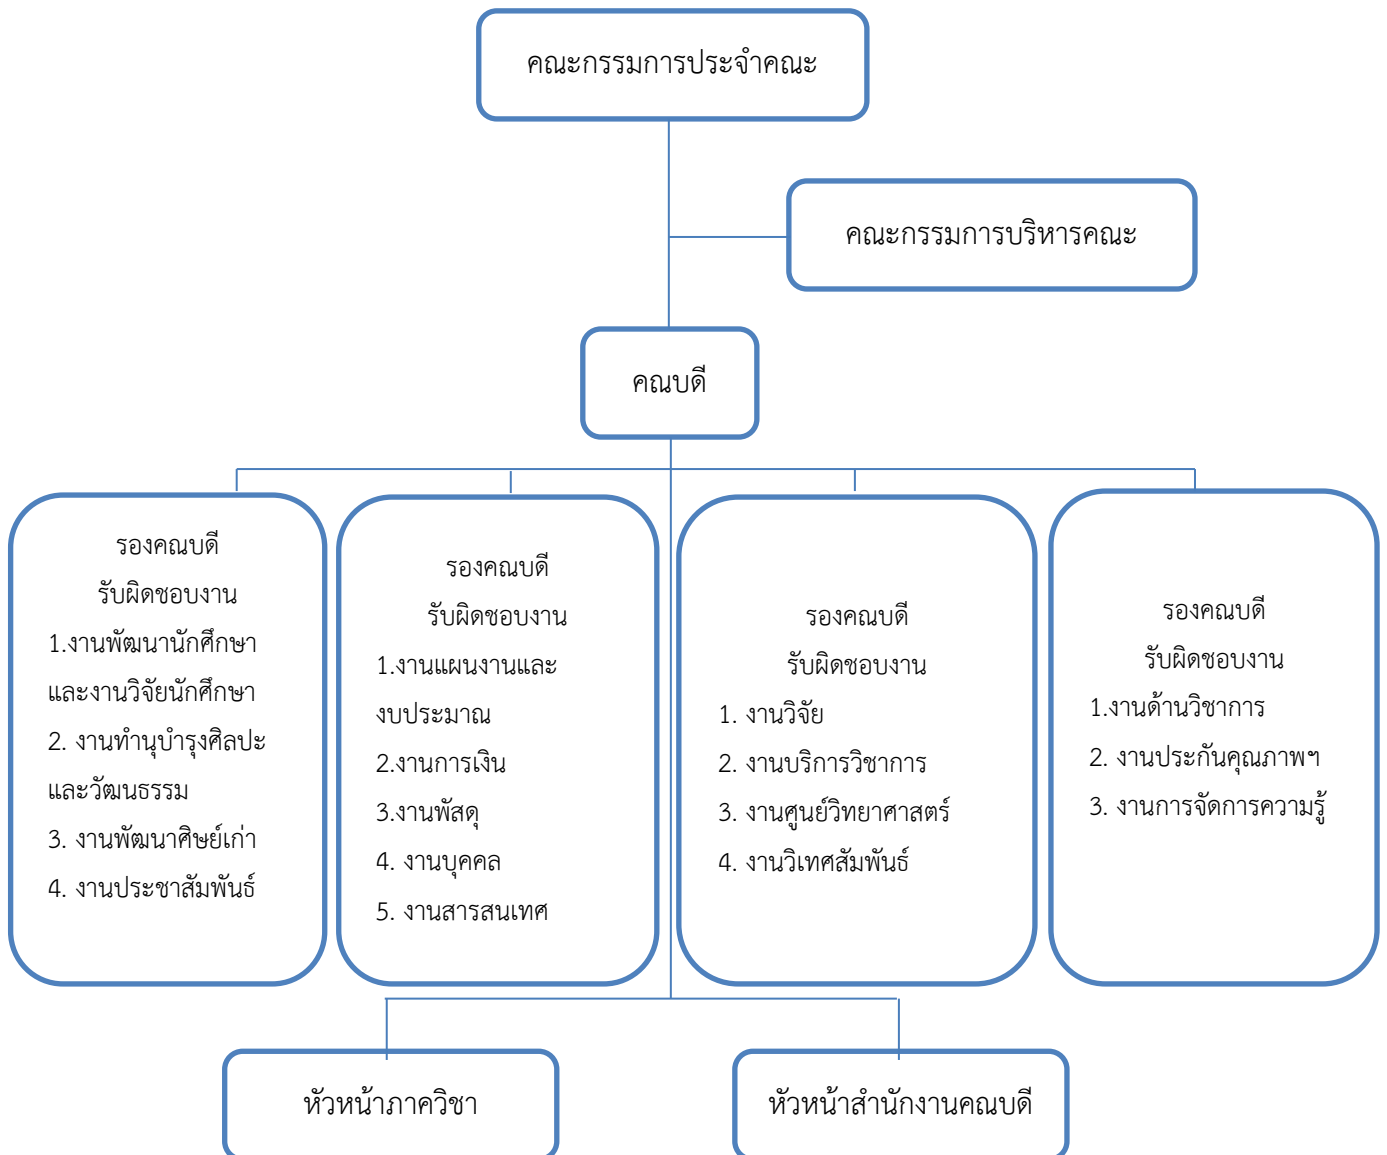 คณะกรรมการประจำคณะ
คณะกรรมการบริหารคณะ
คณบดี
รองคณบดี
รับผิดชอบงาน
1.งานพัฒนานักศึกษา
และงานวิจัยนักศึกษา
2. งานทำนุบำรุงศิลปะ
และวัฒนธรรม
3. งานพัฒนาศิษย์เก่า
4. งานประชาสัมพันธ์
รองคณบดี
รับผิดชอบงาน
1.งานแผนงานและ
งบประมาณ
2.งานการเงิน
3.งานพัสดุ
4. งานบุคคล
5. งานสารสนเทศ
รองคณบดี
รับผิดชอบงาน
1. งานวิจัย
2. งานบริการวิชาการ
3. งานศูนย์วิทยาศาสตร์
4. งานวิเทศสัมพันธ์
รองคณบดี
รับผิดชอบงาน
1.งานด้านวิชาการ
2. งานประกันคุณภาพฯ
3. งานการจัดการความรู้
หัวหน้าภาควิชา
หัวหน้าสำนักงานคณบดี